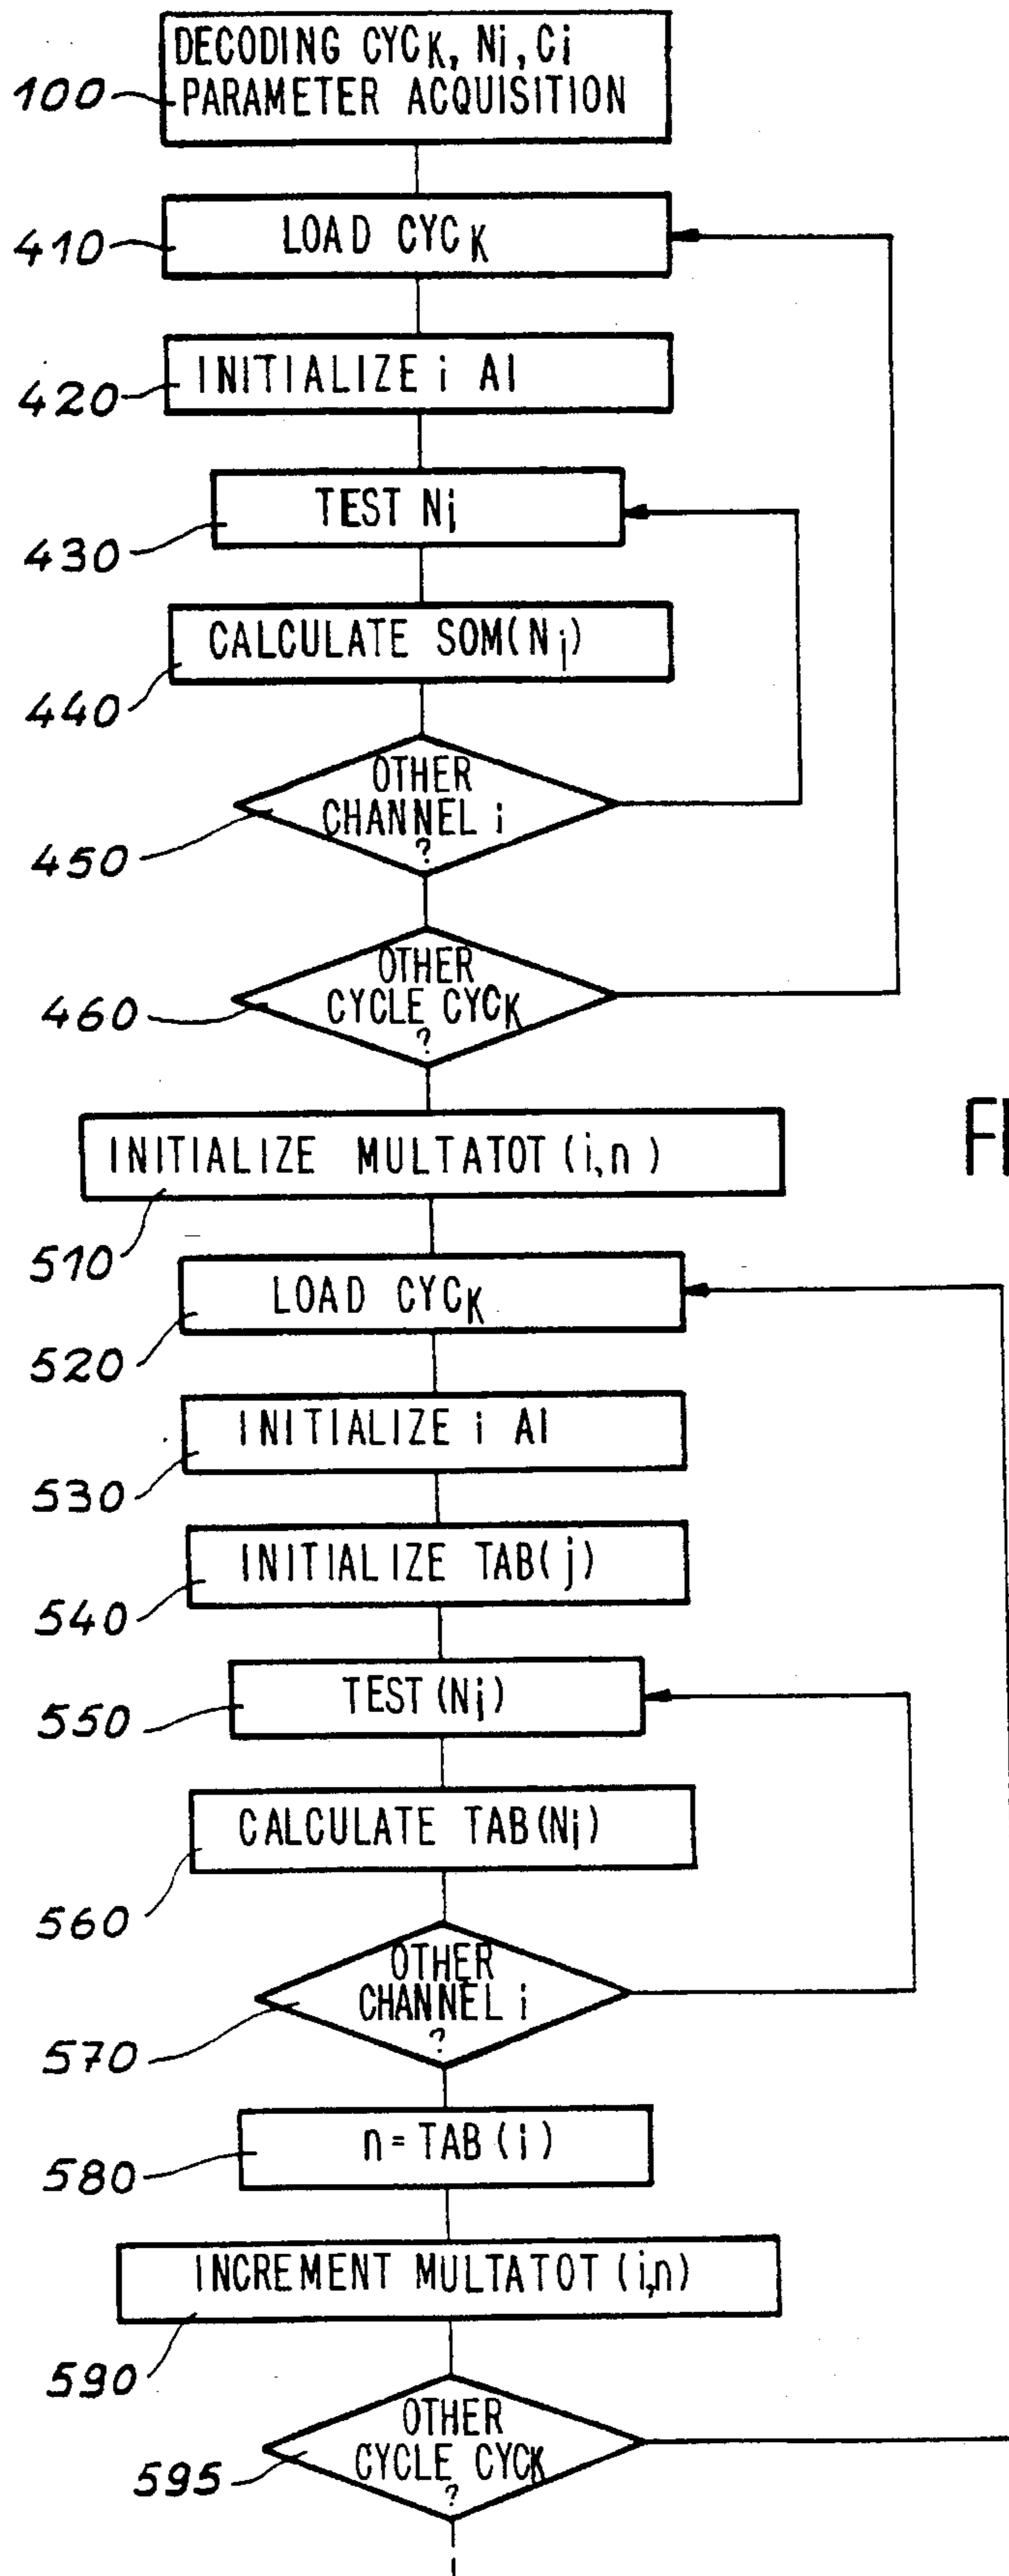 DECODING CYCK, Ni, Ci
100 PARAMETER ACQUISITION
410 LOAD CYCK
420 INITIALIZE i AI
430 TEST Ni
440 CALCULATE SOM(Ni)
OTHER
CHANNEL i
?
450
OTHER
CYCLE CYCK
?
460
INITIALIZE MULTATOT (i,n)
510
LOAD CYCK
520
INITIALIZE i AI
530
INITIALIZE TAB(j)
540
TEST (Ni)
550
CALCULATE TAB(Ni)
560
OTHER
CHANNEL i
?
570
n=TAB (i)
580
INCREMENT MULTATOT (i,n)
590
OTHER
CYCLE CYCK
?
595